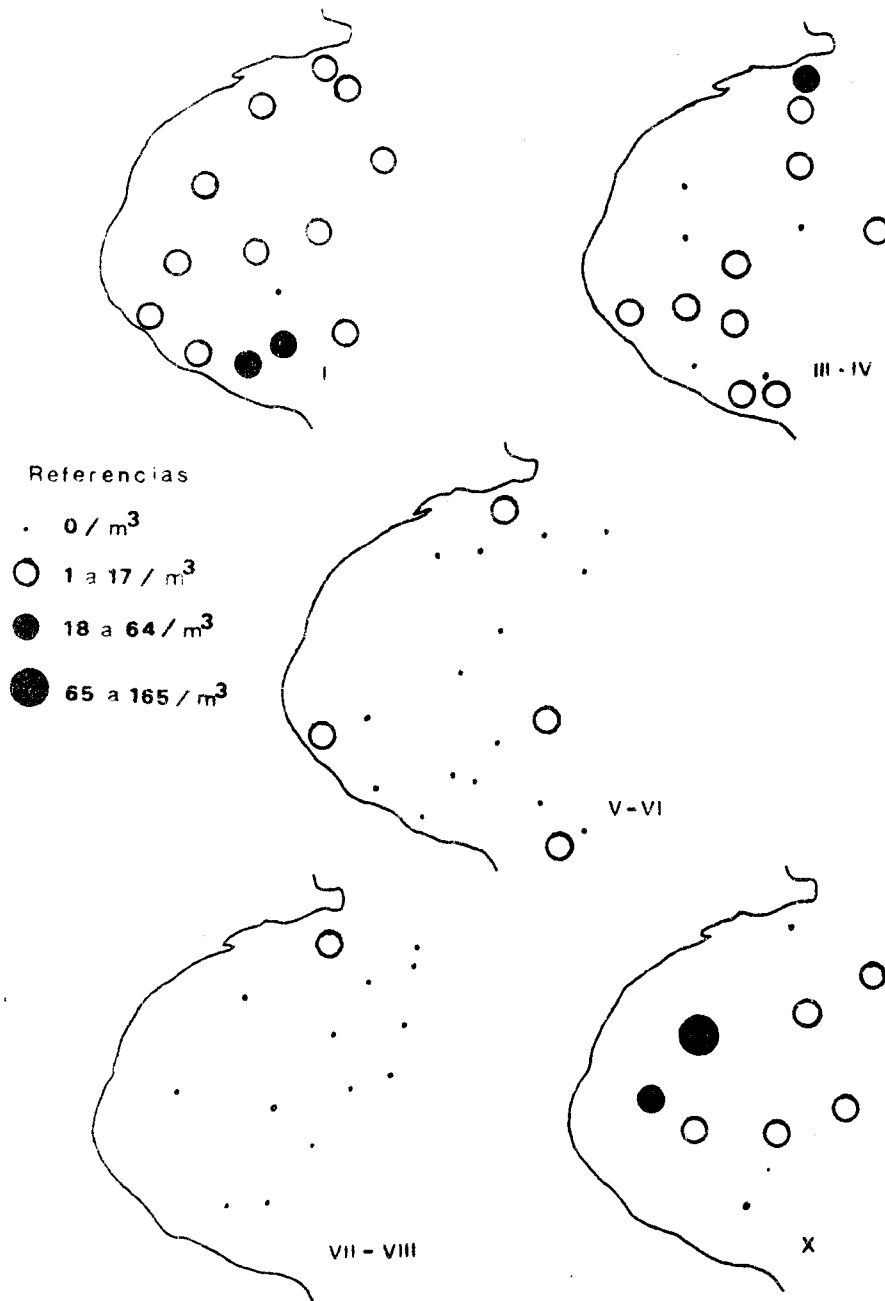 I
III - IV
Referencias
0 / m³
1 a 17 / m³
18 a 64 / m³
65 a 165 / m³
V - VI
VII - VIII
X